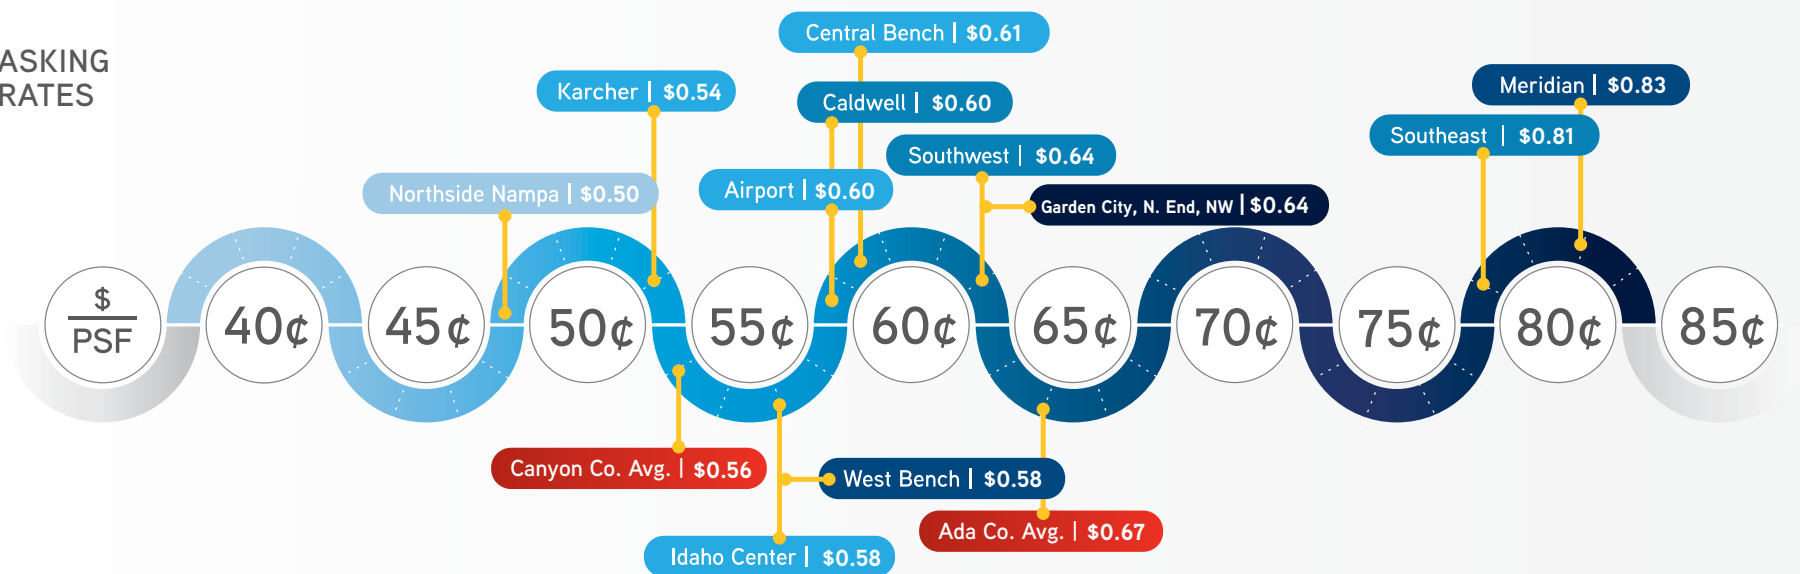 ASKING
RATES
Central Bench | $0.61
Karcher | $0.54
Caldwell | $0.60
Meridian | $0.83
Southeast | $0.81
Southwest | $0.64
Northside Nampa | $0.50
Airport | $0.60
Garden City, N. End, NW | $0.64
$
PSF
40¢
45¢
50¢
55¢
60¢
65¢
70¢
75¢
80¢
85¢
Canyon Co. Avg. | $0.56
West Bench | $0.58
Ada Co. Avg. | $0.67
Idaho Center | $0.58